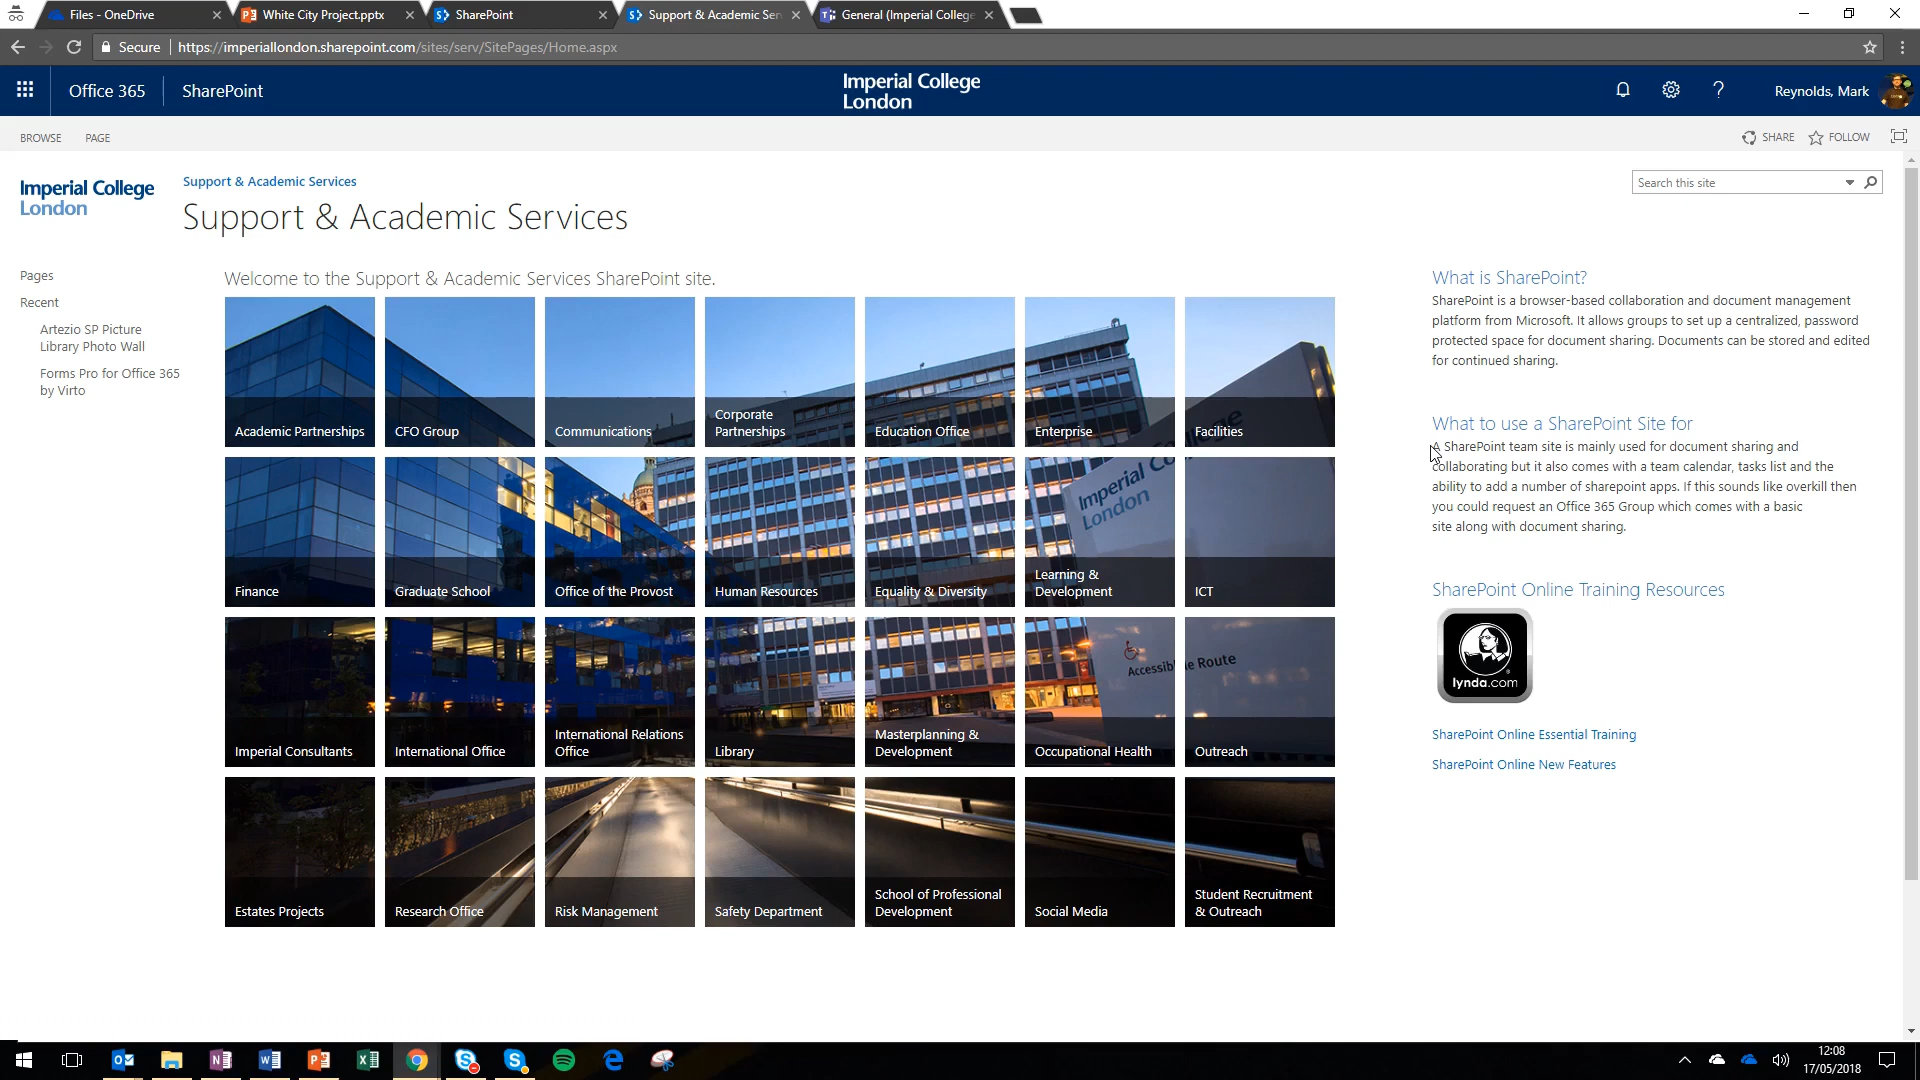 Files - OneDrive
White City Project.pptx
SharePoint
Support & Academic Ser
General (Imperial College
Secure
https://imperiallondon.sharepoint.com/sites/serv/SitePages/Home.aspx
Office 365
SharePoint
Imperial College
London
Reynolds, Mark
BROWSE
PAGE
SHARE
FOLLOW
Imperial College
London
Support & Academic Services
Support & Academic Services
Search this site
Pages
Recent
Artezio SP Picture
Library Photo Wall
Forms Pro for Office 365
by Virto
Welcome to the Support & Academic Services SharePoint site.
Academic Partnerships
CFO Group
Communications
Corporate
Partnerships
Education Office
Enterprise
Facilities
Finance
Graduate School
Office of the Provost
Human Resources
Equality & Diversity
Imperial Co
London
Learning &
Development
ICT
Imperial Consultants
International Office
International Relations
Office
Library
Masterplanning &
Development
Occupational Health
Accessible Route
Outreach
Estates Projects
Research Office
Risk Management
Safety Department
School of Professional
Development
Social Media
Student Recruitment
& Outreach
What is SharePoint?
SharePoint is a browser-based collaboration and document management
platform from Microsoft. It allows groups to set up a centralized, password
protected space for document sharing. Documents can be stored and edited
for continued sharing.
What to use a SharePoint Site for
A SharePoint team site is mainly used for document sharing and
collaborating but it also comes with a team calendar, tasks list and the
ability to add a number of sharepoint apps. If this sounds like overkill then
you could request an Office 365 Group which comes with a basic
site along with document sharing.
SharePoint Online Training Resources
lynda.com
SharePoint Online Essential Training
SharePoint Online New Features
12:08
17/05/2018